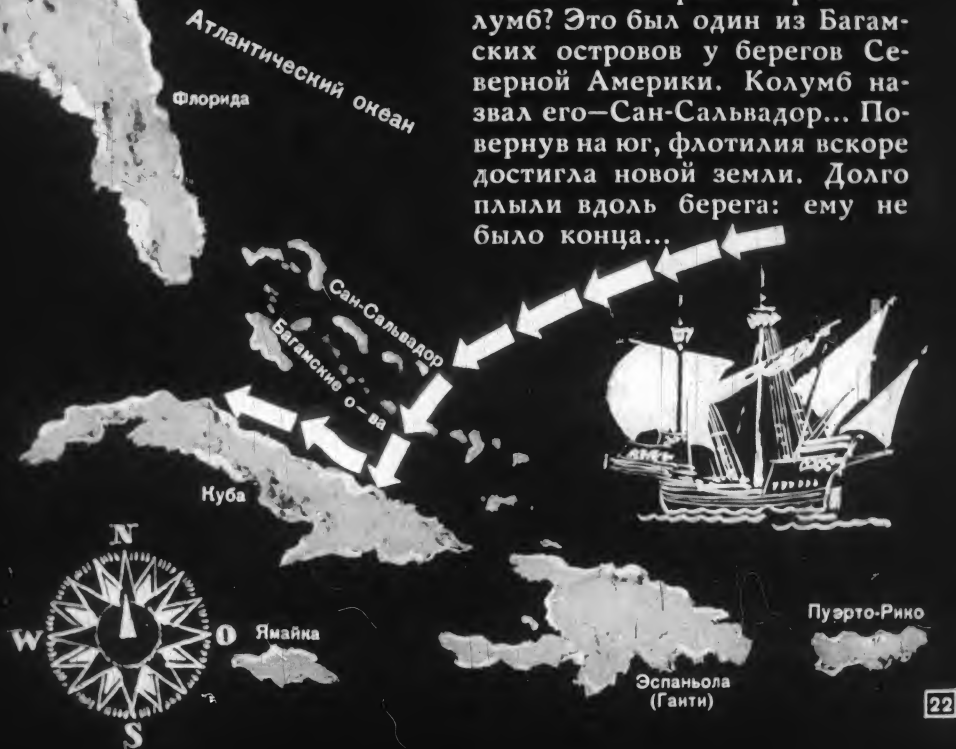 лумб? Это был один из Багам-
ских островов у берегов Се-
верной Америки. Колумб на-
звал его—Сан-Сальвадор... По-
вернув на юг, флотилия вскоре
достигла новой земли. Долго
плыли вдоль берега: ему не
было конца...
Атлантический океан
Флорида
Сан-Сальвадор
Багамские о-ва
Куба
N
W
O
S
Ямайка
Эспаньола
(Гаити)
Пуэрто-Рико
22